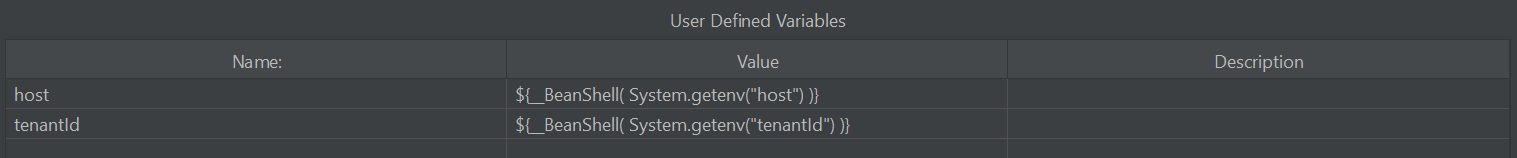 User Defined Variables
Name: Value Description
host ${__BeanShell( System.getenv("host") )}
tenantId ${__BeanShell( System.getenv("tenantId") )}